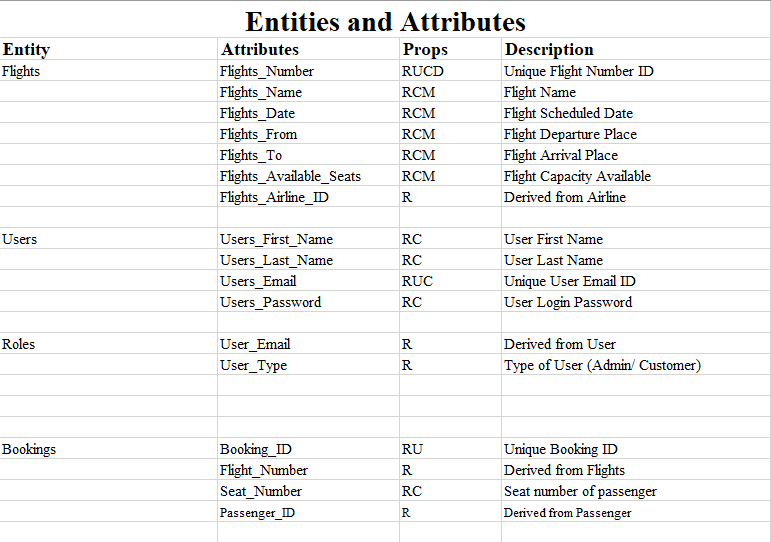 Entities and Attributes
Entity Attributes Props Description
Flights Flights_Number RUCD Unique Flight Number ID
Flights_Name RCM Flight Name
Flights_Date RCM Flight Scheduled Date
Flights_From RCM Flight Departure Place
Flights_To RCM Flight Arrival Place
Flights_Available_Seats RCM Flight Capacity Available
Flights_Airline_ID R Derived from Airline
Users Users_First_Name RC User First Name
Users_Last_Name RC User Last Name
Users_Email RUC Unique User Email ID
Users_Password RC User Login Password
Roles User_Email R Derived from User
User_Type R Type of User (Admin/ Customer)
Bookings Booking_ID RU Unique Booking ID
Flight_Number R Derived from Flights
Seat_Number RC Seat number of passenger
Passenger_ID R Derived from Passenger